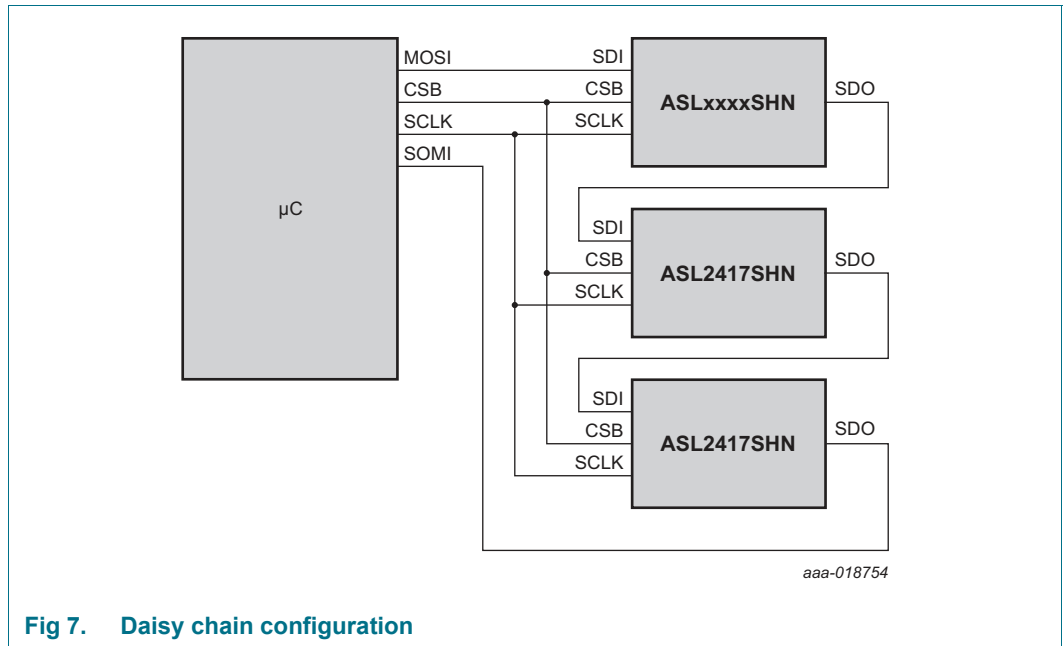 MOSI
CSB
SCLK
SOMI
µC
SDI
CSB
SCLK
ASLxxxxSHN
SDO
SDI
CSB
SCLK
ASL2417SHN
SDO
SDI
CSB
SCLK
ASL2417SHN
SDO
aaa-018754
Fig 7. Daisy chain configuration